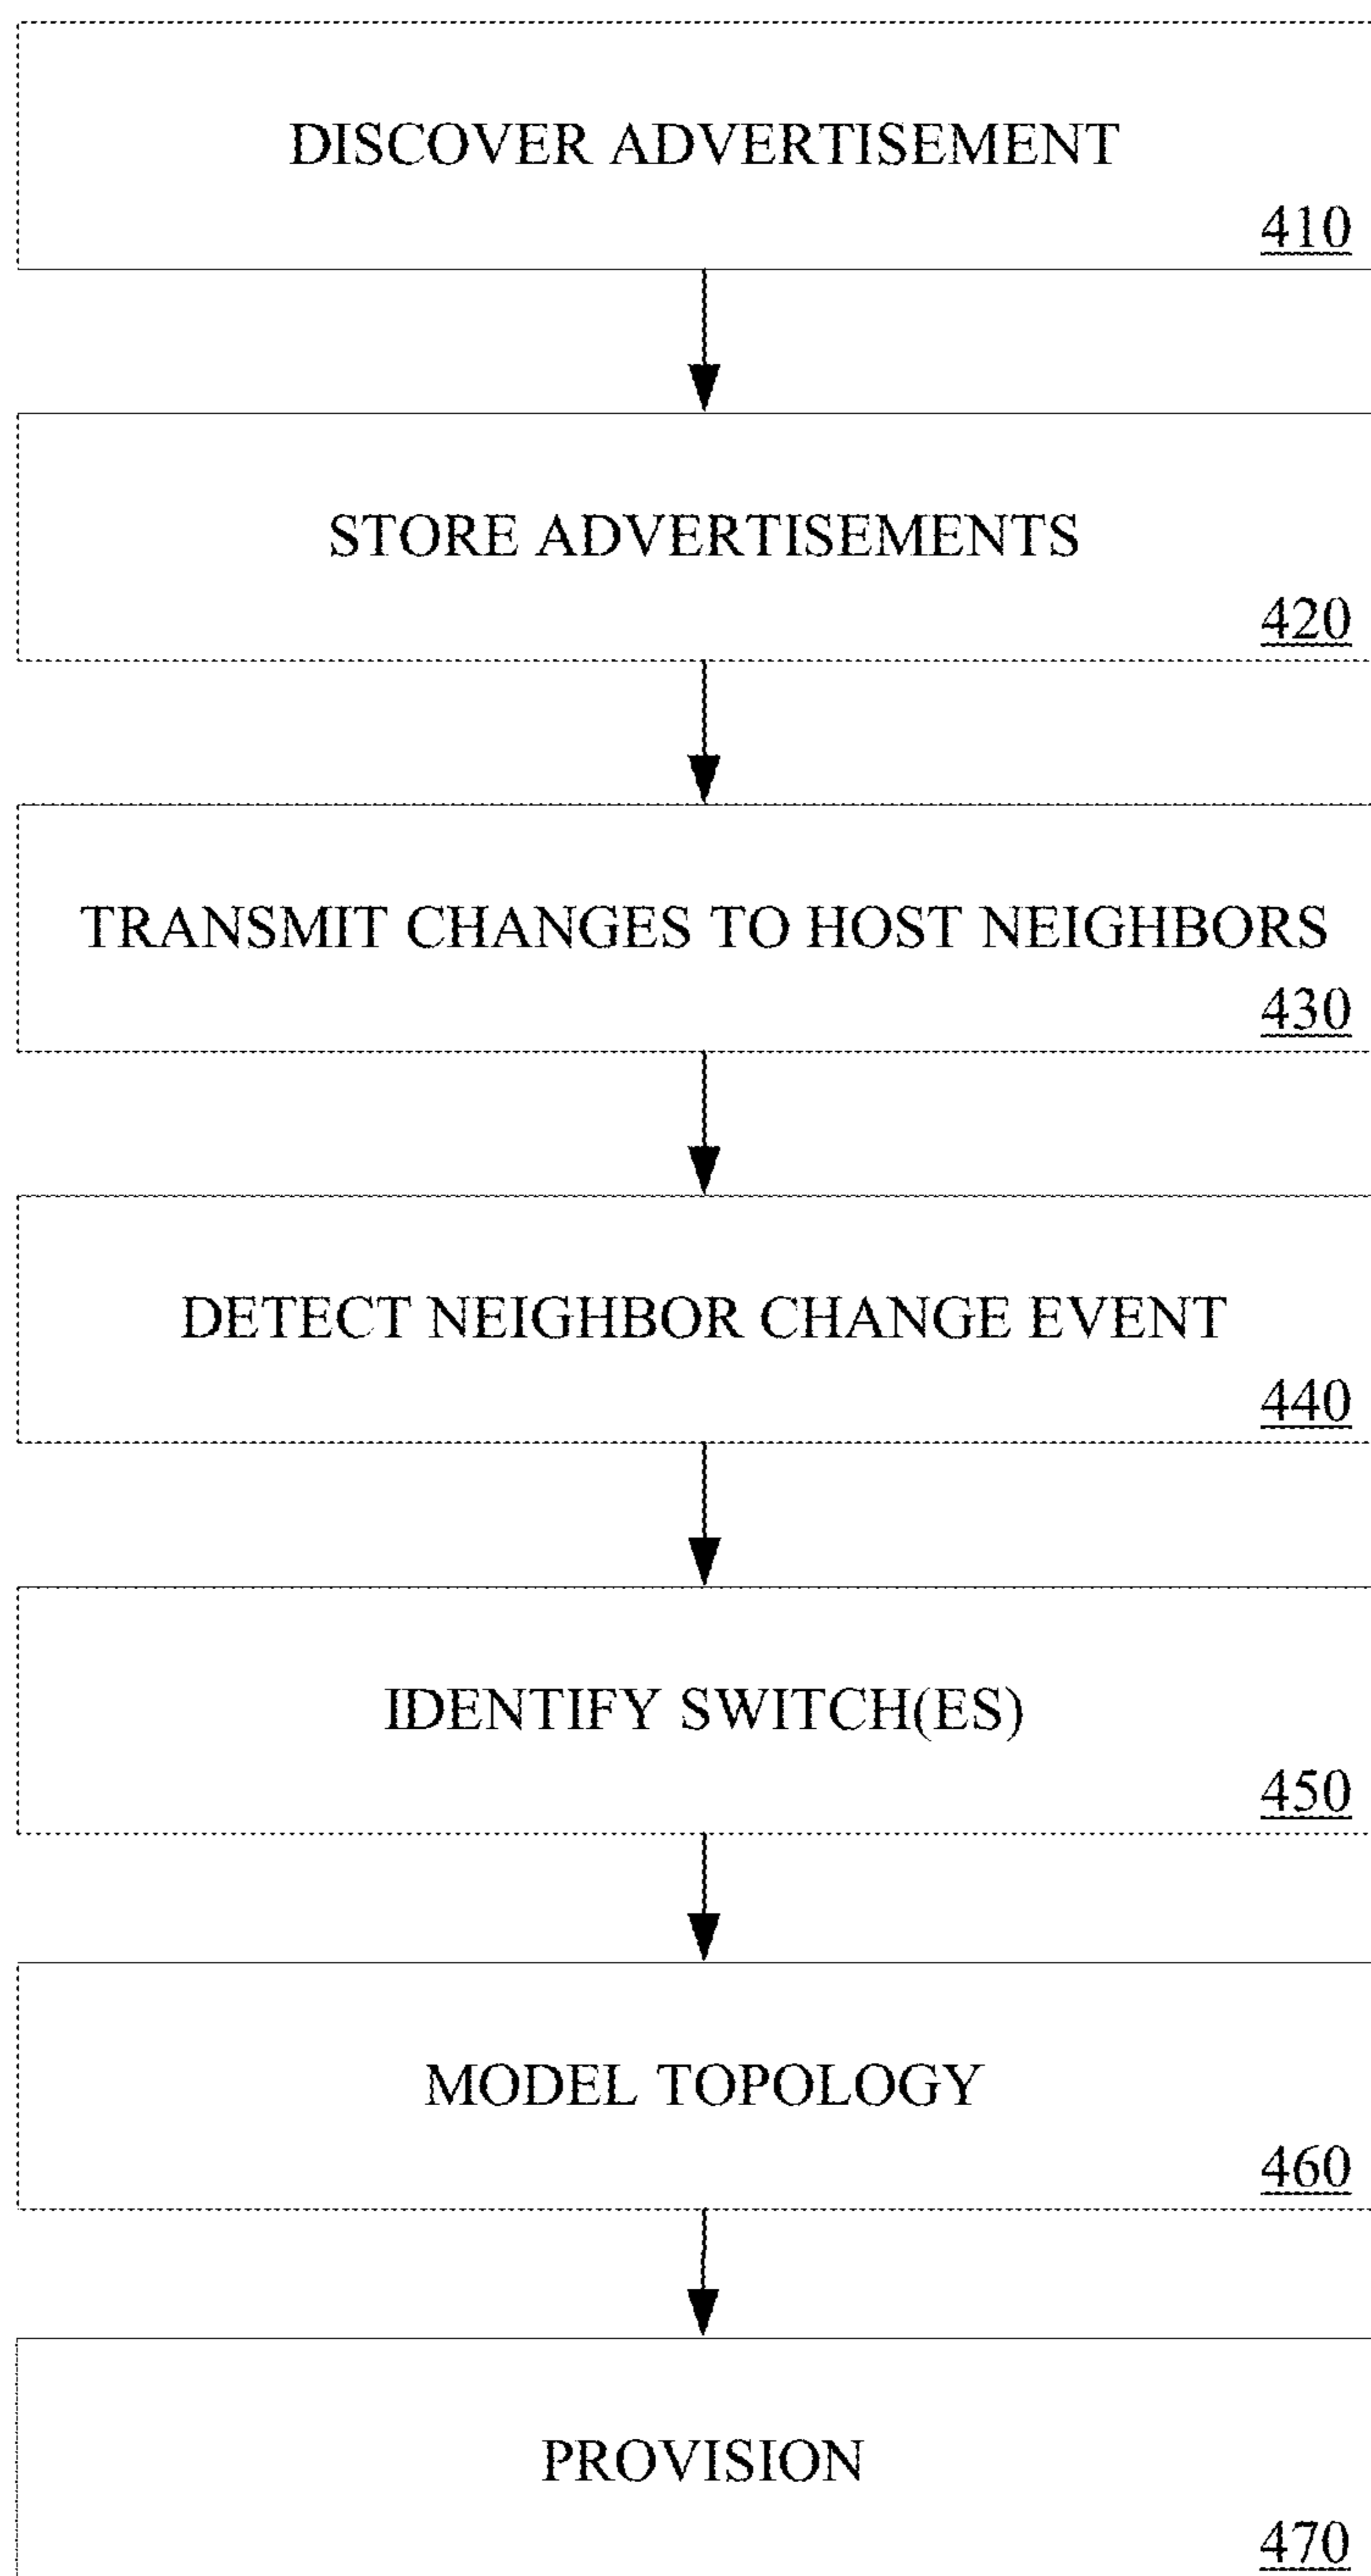 DISCOVER ADVERTISEMENT
410
STORE ADVERTISEMENTS
420
TRANSMIT CHANGES TO HOST NEIGHBORS
430
DETECT NEIGHBOR CHANGE EVENT
440
IDENTIFY SWITCH(ES)
450
MODEL TOPOLOGY
460
PROVISION
470